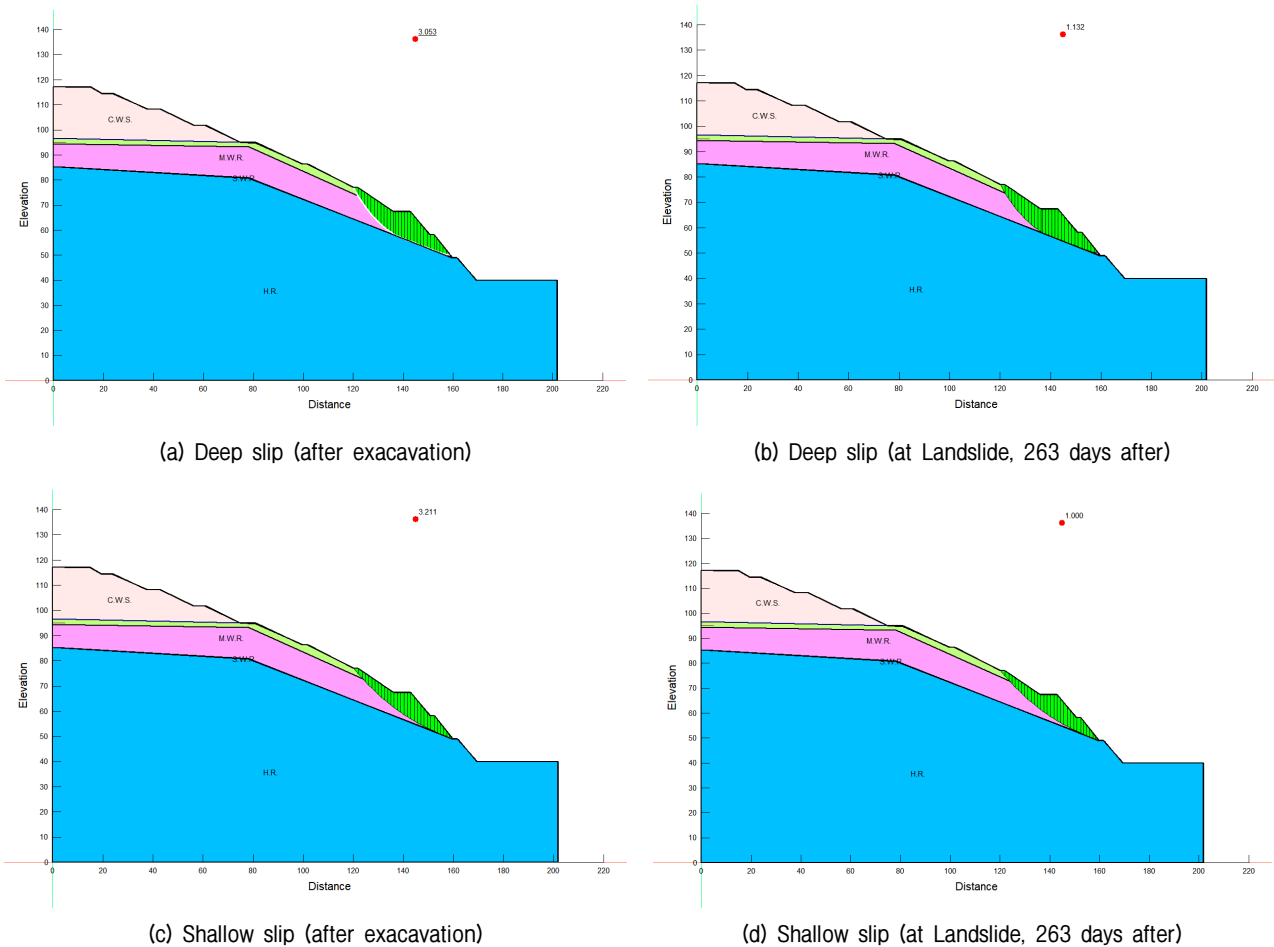 3.053
140
130
120
110
100
90
80
70
60
50
40
30
20
10
0
Elevation
C.W.S.
M.W.R.
S.W.R.
H.R.
0 20 40 60 80 100 120 140 160 180 200 220
Distance
(a) Deep slip (after exacavation)
1.132
140
130
120
110
100
90
80
70
60
50
40
30
20
10
0
Elevation
C.W.S.
M.W.R.
S.W.R.
H.R.
0 20 40 60 80 100 120 140 160 180 200 220
Distance
(b) Deep slip (at Landslide, 263 days after)
3.211
140
130
120
110
100
90
80
70
60
50
40
30
20
10
0
Elevation
C.W.S.
M.W.R.
S.W.R.
H.R.
0 20 40 60 80 100 120 140 160 180 200 220
Distance
(c) Shallow slip (after exacavation)
1.000
140
130
120
110
100
90
80
70
60
50
40
30
20
10
0
Elevation
C.W.S.
M.W.R.
S.W.R.
H.R.
0 20 40 60 80 100 120 140 160 180 200 220
Distance
(d) Shallow slip (at Landslide, 263 days after)